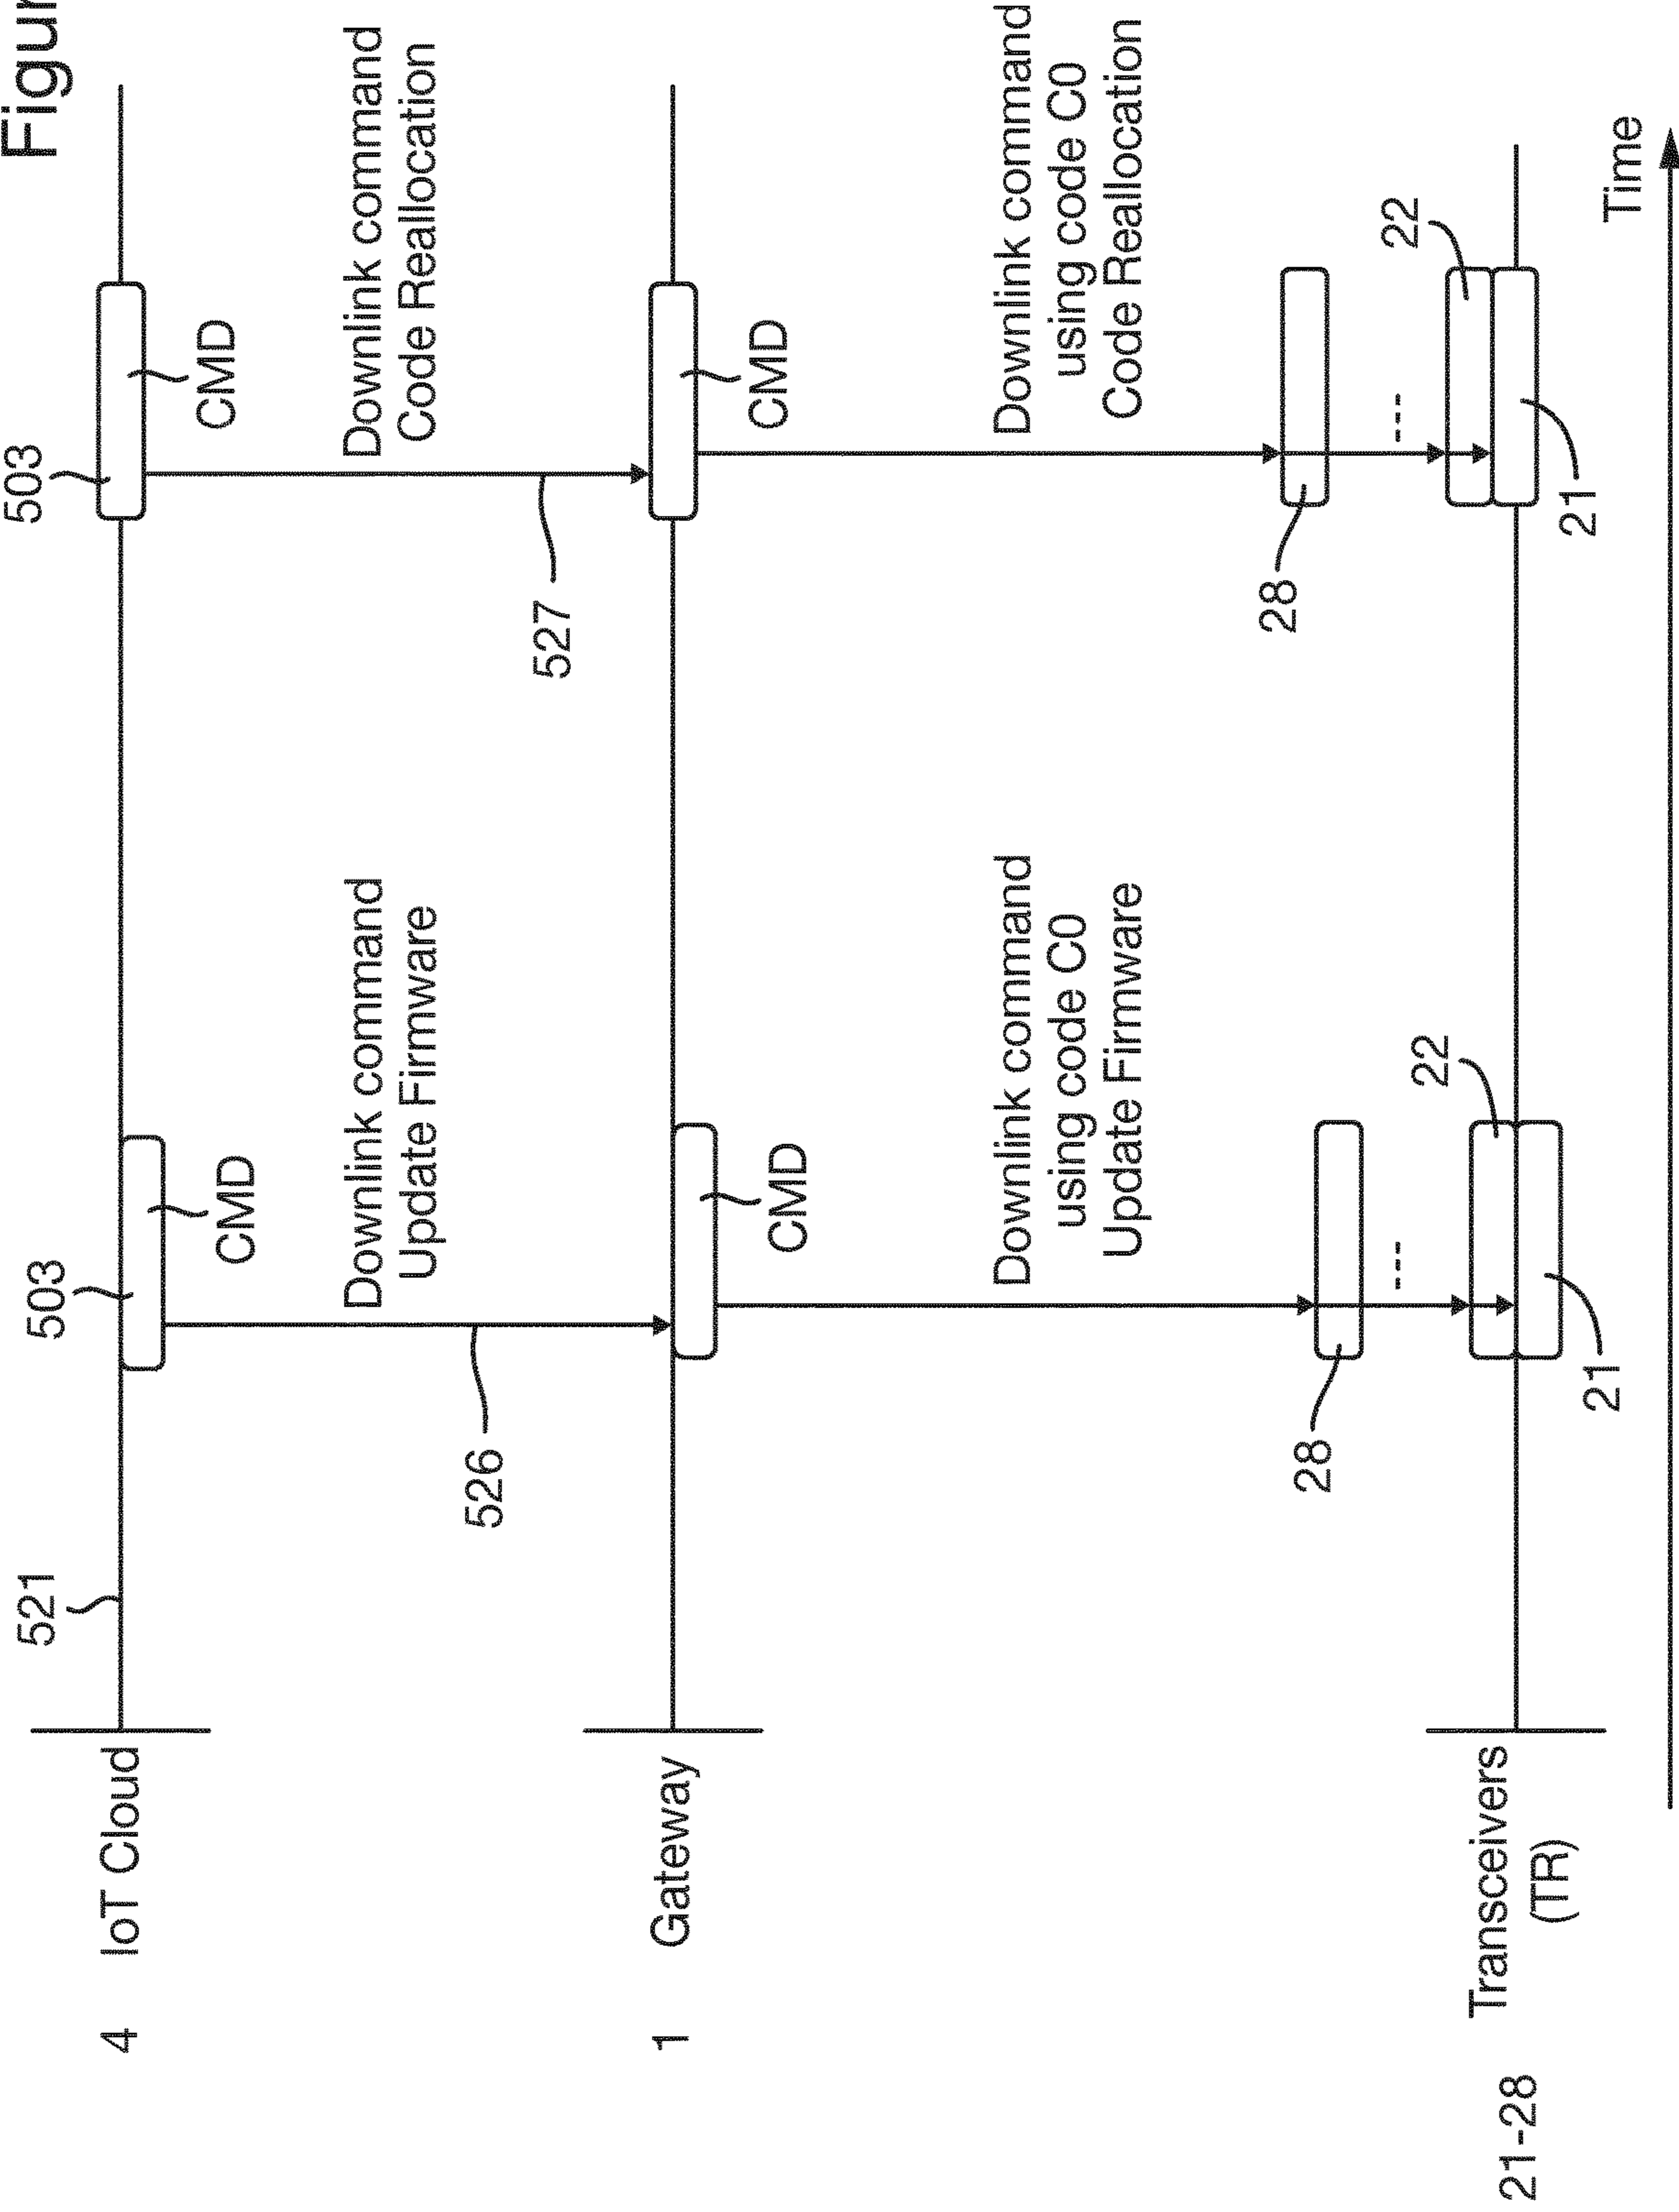 Figur
521
503
503
4 IoT Cloud
CMD
CMD
Downlink command
Update Firmware
Downlink command
Code Reallocation
526
527
1 Gateway
CMD
CMD
Downlink command
using code C0
Update Firmware
Downlink command
using code C0
Code Reallocation
28
28
22
22
21-28 Transceivers
(TR)
21
21
Time